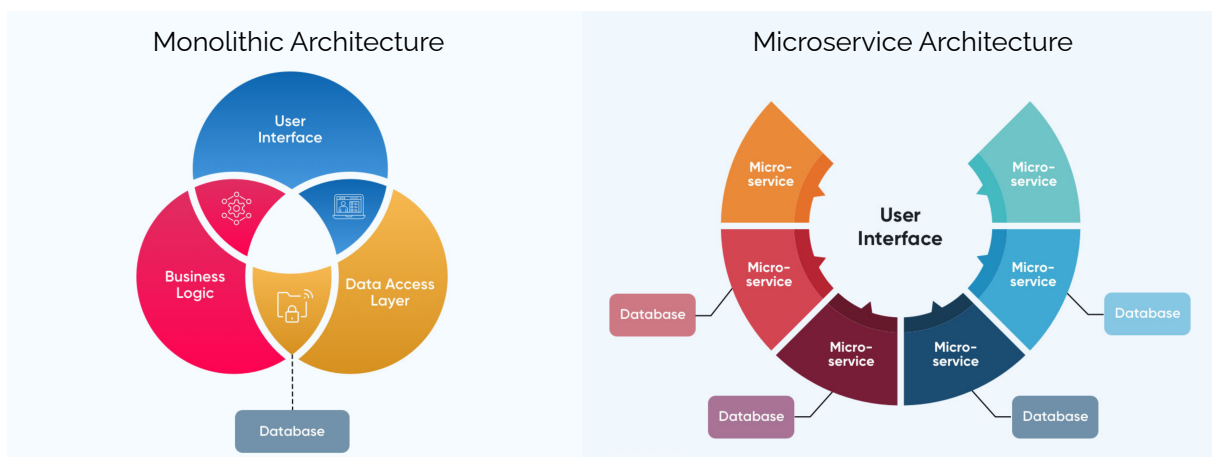 Monolithic Architecture
User
Interface
Business
Logic
Data Access
Layer
Database
Microservice Architecture
Micro-
service
Micro-
service
User
Interface
Micro-
service
Micro-
service
Database
Database
Micro-
service
Micro-
service
Database
Database